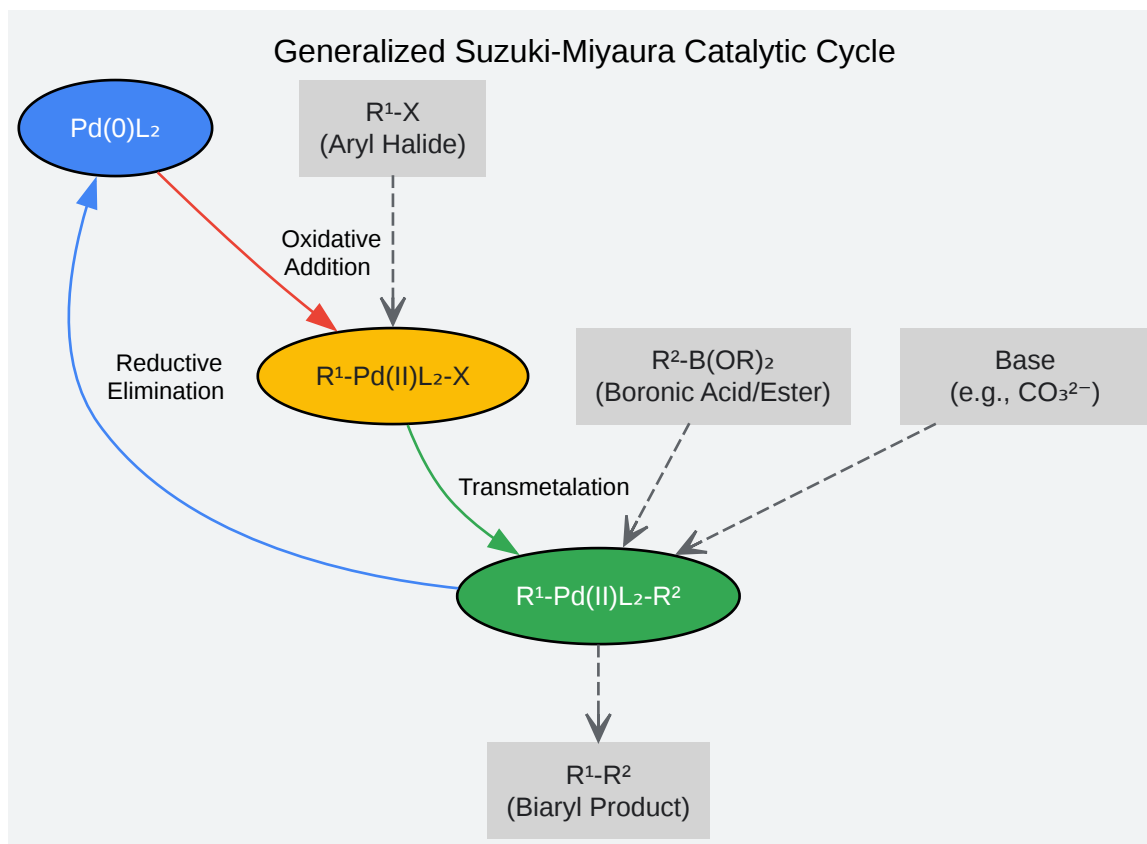 Generalized Suzuki-Miyaura Catalytic Cycle
Pd(0)L₂
R¹-X
(Aryl Halide)
Oxidative
Addition
Reductive
Elimination
R¹-Pd(II)L₂-X
R²-B(OR)₂
(Boronic Acid/Ester)
Base
(e.g., CO₃²⁻)
Transmetalation
R¹-Pd(II)L₂-R²
R¹-R²
(Biaryl Product)